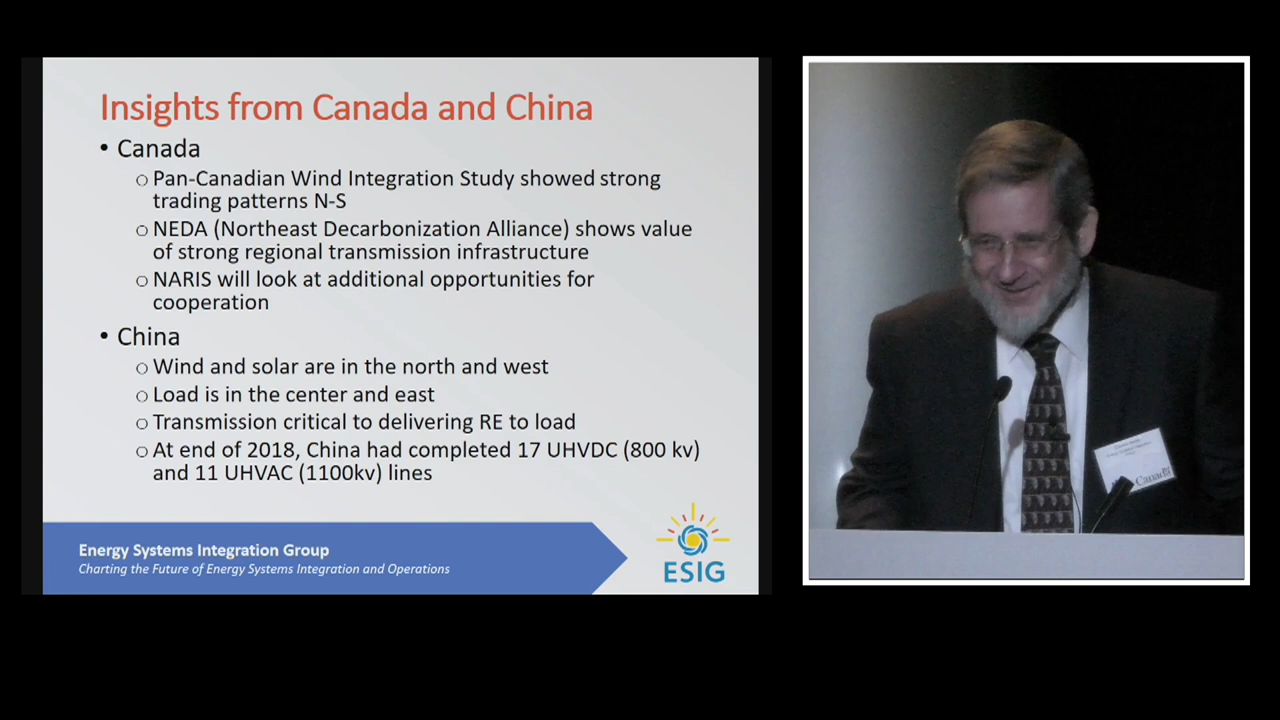 Insights from Canada and China
• Canada
○ Pan-Canadian Wind Integration Study showed strong
trading patterns N-S
○ NEDA (Northeast Decarbonization Alliance) shows value
of strong regional transmission infrastructure
○ NARIS will look at additional opportunities for
cooperation
• China
○ Wind and solar are in the north and west
○ Load is in the center and east
○ Transmission critical to delivering RE to load
○ At end of 2018, China had completed 17 UHVDC (800 kv)
and 11 UHVAC (1100kv) lines
Energy Systems Integration Group
Charting the Future of Energy Systems Integration and Operations
ESIG
Canada